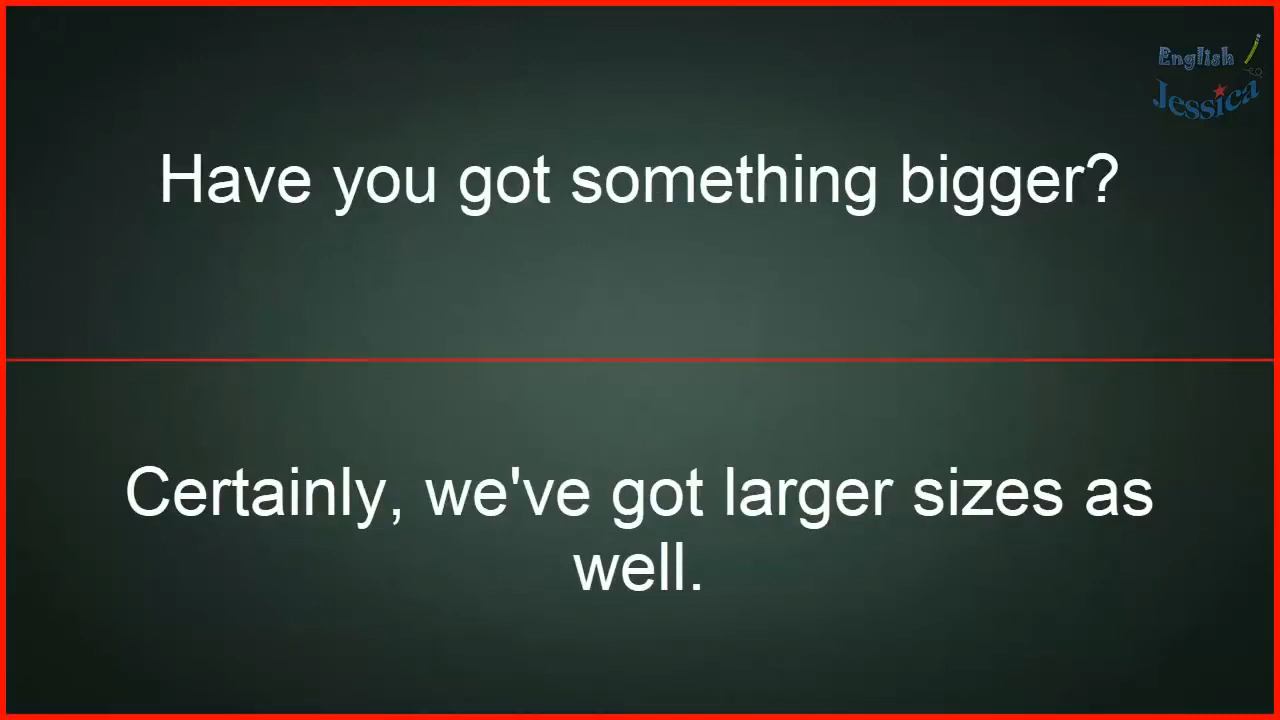 English
Jessica
Have you got something bigger?
Certainly, we've got larger sizes as
well.